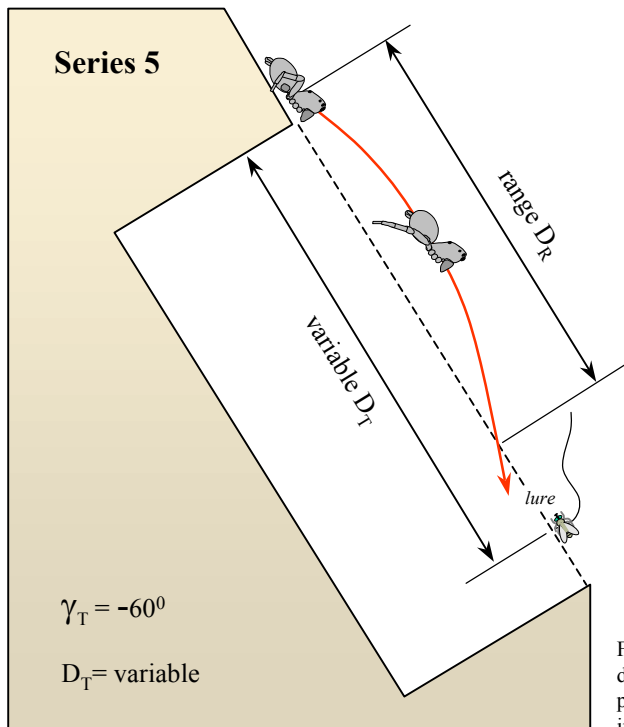 Series 5
range D_R
variable D_T
lure
γ_T = -60⁰
D_T= variable
F
d
p
i